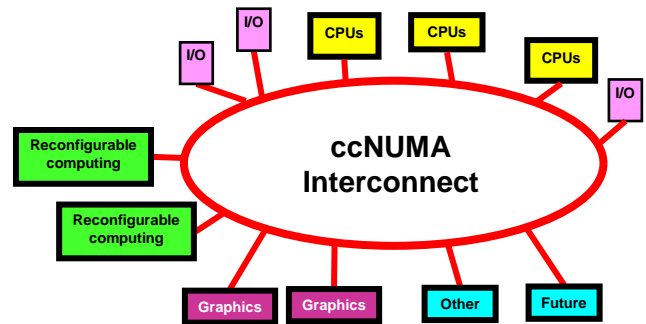 I/O
I/O
CPUs
CPUs
CPUs
I/O
Reconfigurable
computing
ccNUMA
Interconnect
Reconfigurable
computing
Graphics
Graphics
Other
Future